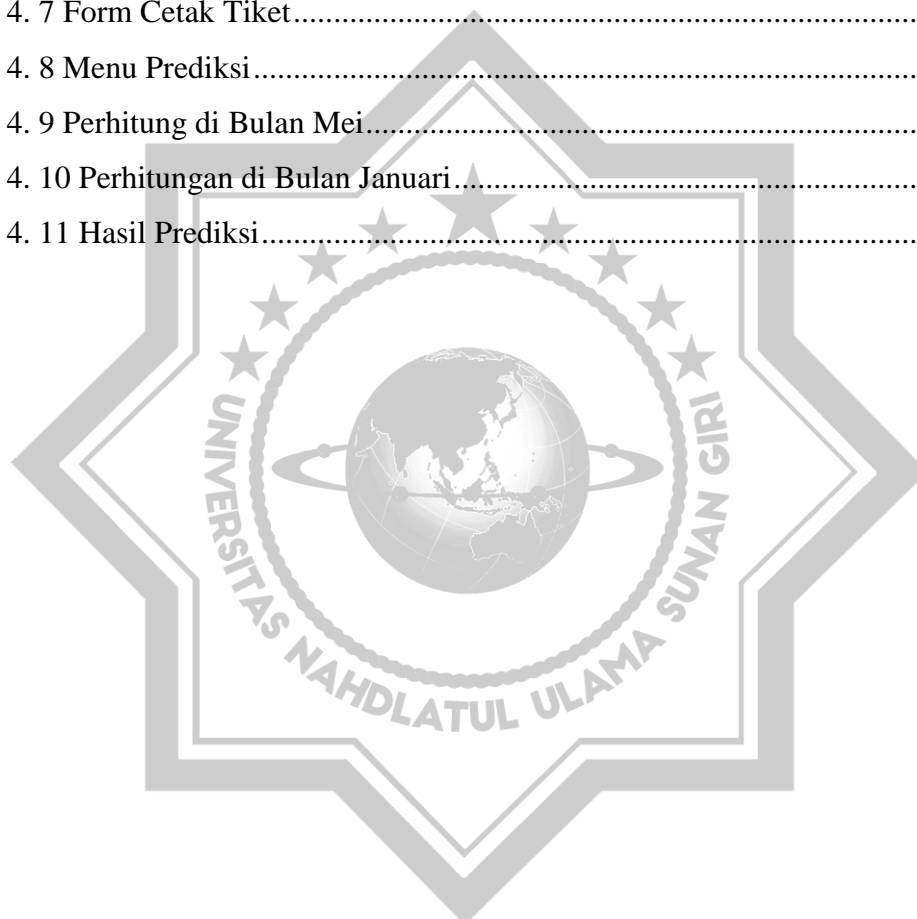 4. 7 Form Cetak Tiket
4. 8 Menu Prediksi
4. 9 Perhitung di Bulan Mei
4. 10 Perhitungan di Bulan Januari
4. 11 Hasil Prediksi
UNIVERSITAS NAHDLATUL ULAMA SUNAN GIRI